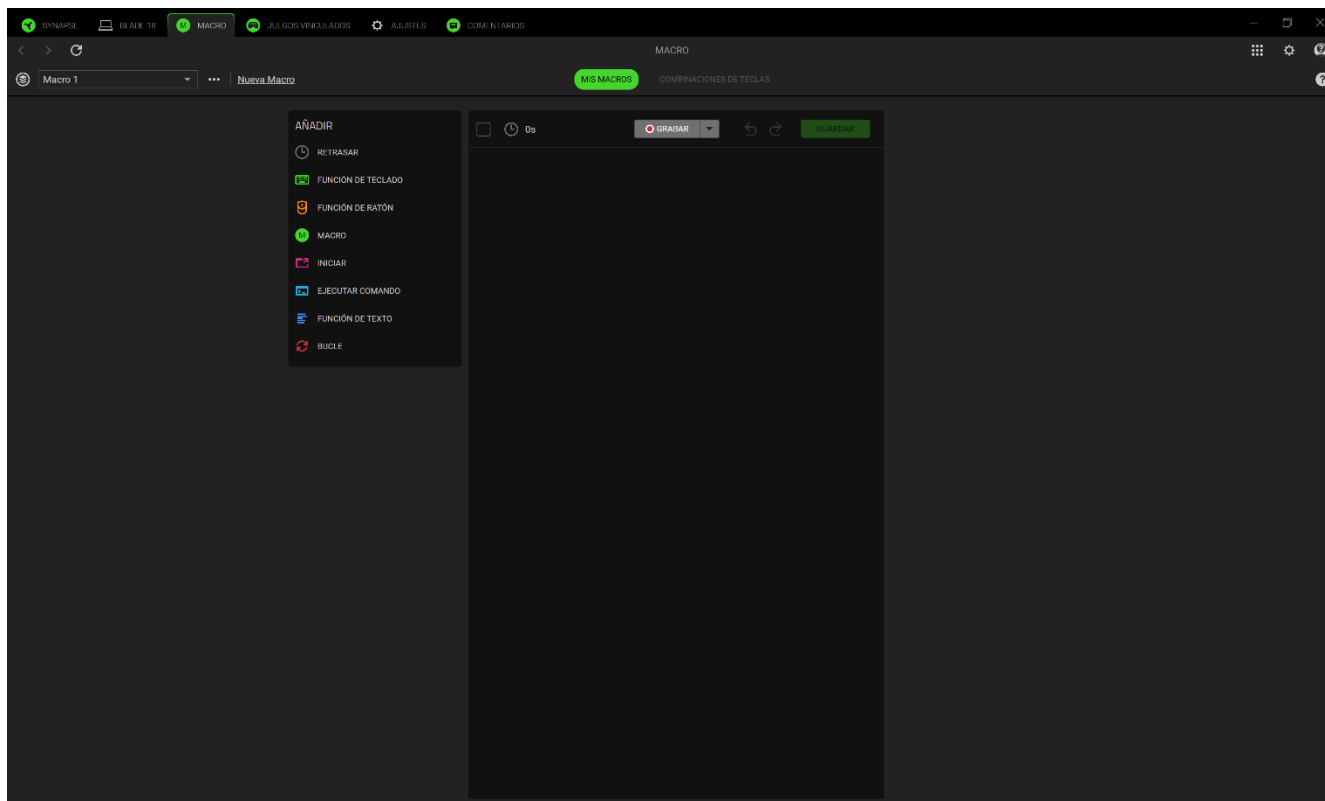 SYNAPSE BLADE 18 M MACRO JUEGOS VINCULADOS AJUSTES COMENTARIOS
MACRO
Macro 1 Nueva Macro MIS MACROS COMBINACIONES DE TECLAS ?
AÑADIR
0s GRABAR GUARDAR
RETRASAR
FUNCIÓN DE TECLADO
FUNCIÓN DE RATÓN
M MACRO
INICIAR
EJECUTAR COMANDO
FUNCIÓN DE TEXTO
BUCLE